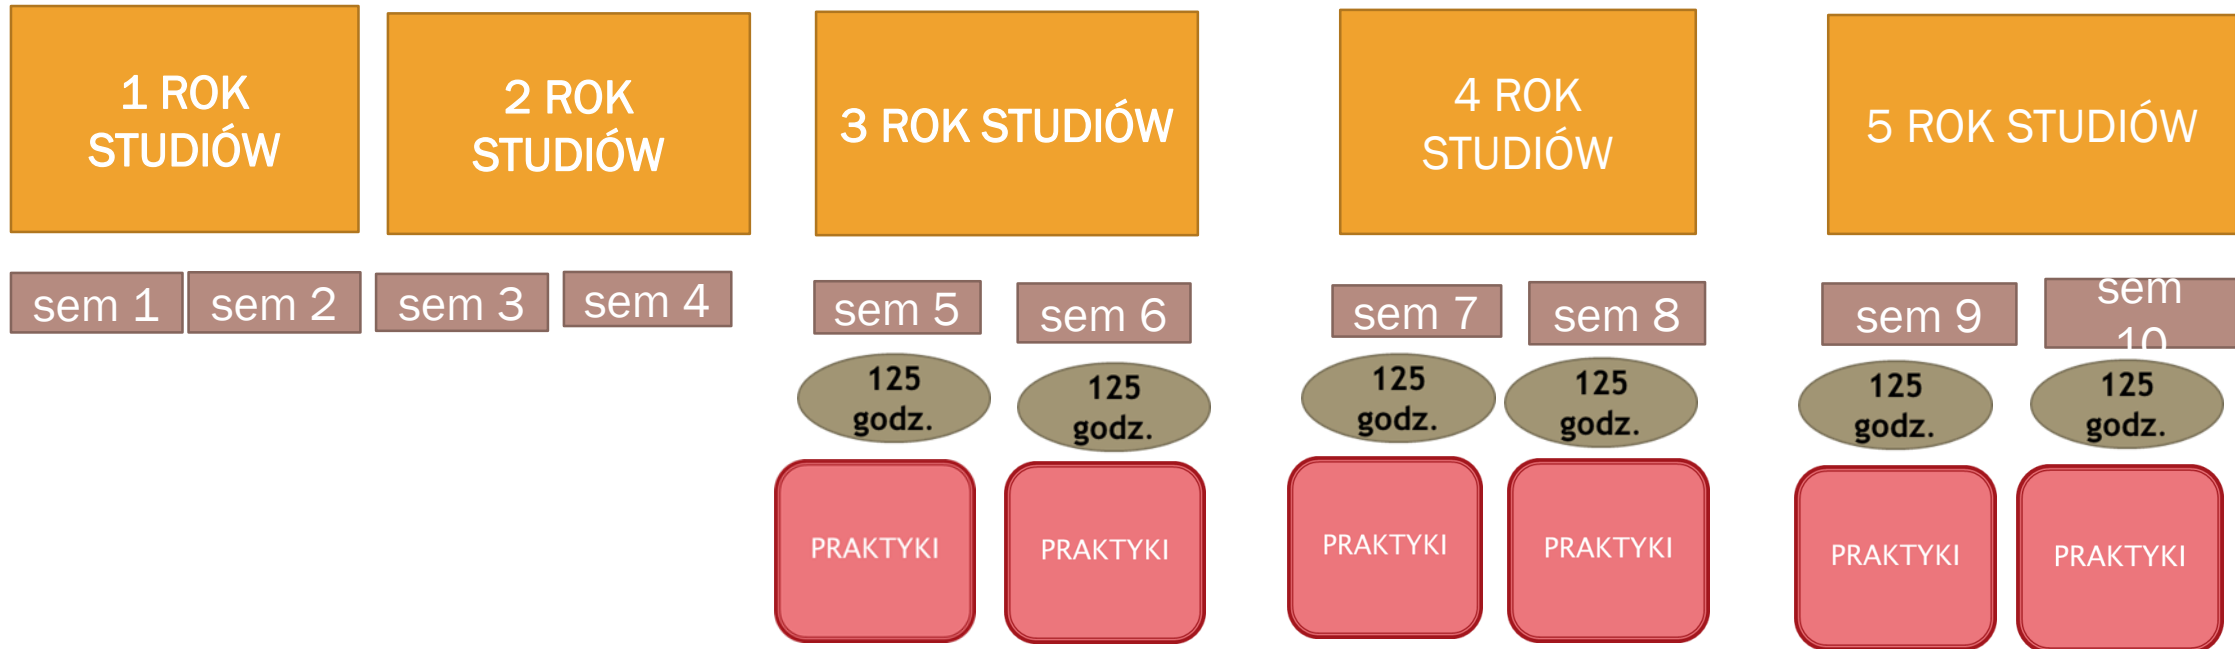 1 ROK
STUDIÓW
2 ROK
STUDIÓW
3 ROK STUDIÓW
4 ROK
STUDIÓW
5 ROK STUDIÓW
sem 1
sem 2
sem 3
sem 4
sem 5
sem 6
sem 7
sem 8
sem 9
sem
10
125
godz.
125
godz.
125
godz.
125
godz.
125
godz.
125
godz.
PRAKTYKI
PRAKTYKI
PRAKTYKI
PRAKTYKI
PRAKTYKI
PRAKTYKI